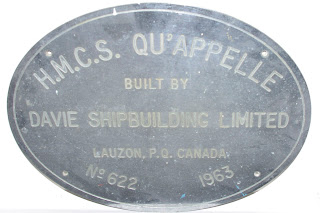 H.M.C.S. QU'APPELLE
BUILT BY
DAVIE SHIPBUILDING LIMITED
LAUZON, P.Q. CANADA.
Nº 622 1963